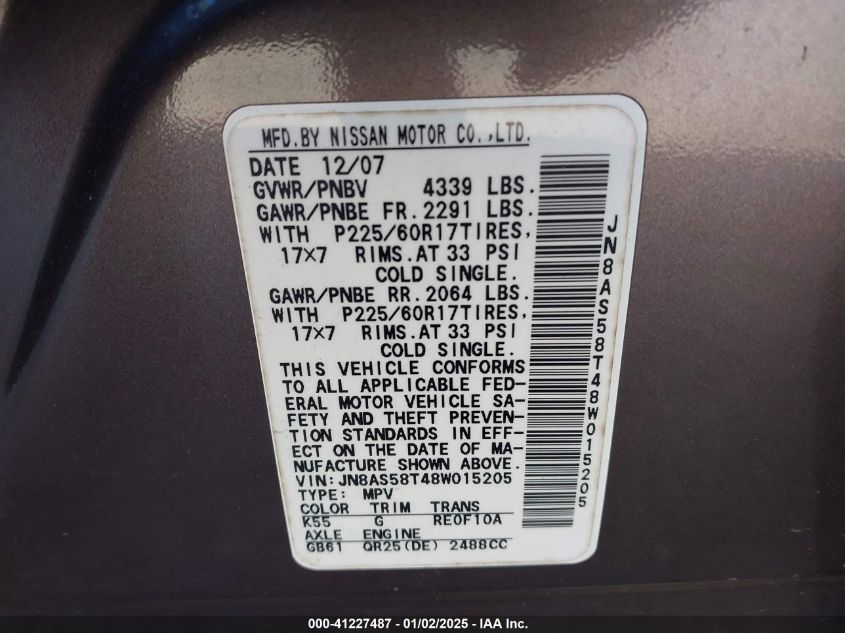 MFD.BY NISSAN MOTOR CO.,LTD.
DATE 12/07
GVWR/PNBV 4339 LBS.
GAWR/PNBE FR.2291 LBS.
WITH P225/60R17TIRES,
17×7 RIMS.AT 33 PSI
COLD SINGLE.
GAWR/PNBE RR.2064 LBS.
WITH P225/60R17TIRES,
17×7 RIMS.AT 33 PSI
COLD SINGLE.
THIS VEHICLE CONFORMS
TO ALL APPLICABLE FED-
ERAL MOTOR VEHICLE SA-
FETY AND THEFT PREVEN-
TION STANDARDS IN EFF-
ECT ON THE DATE OF MA-
NUFACTURE SHOWN ABOVE.
VIN:JN8AS58T48W015205
TYPE: MPV
COLOR TRIM TRANS
K55 G RE0F10A
AXLE ENGINE
GB61 QR25(DE) 2488CC
JN8AS58T48W015205
000-41227487 - 01/02/2025 - IAA Inc.